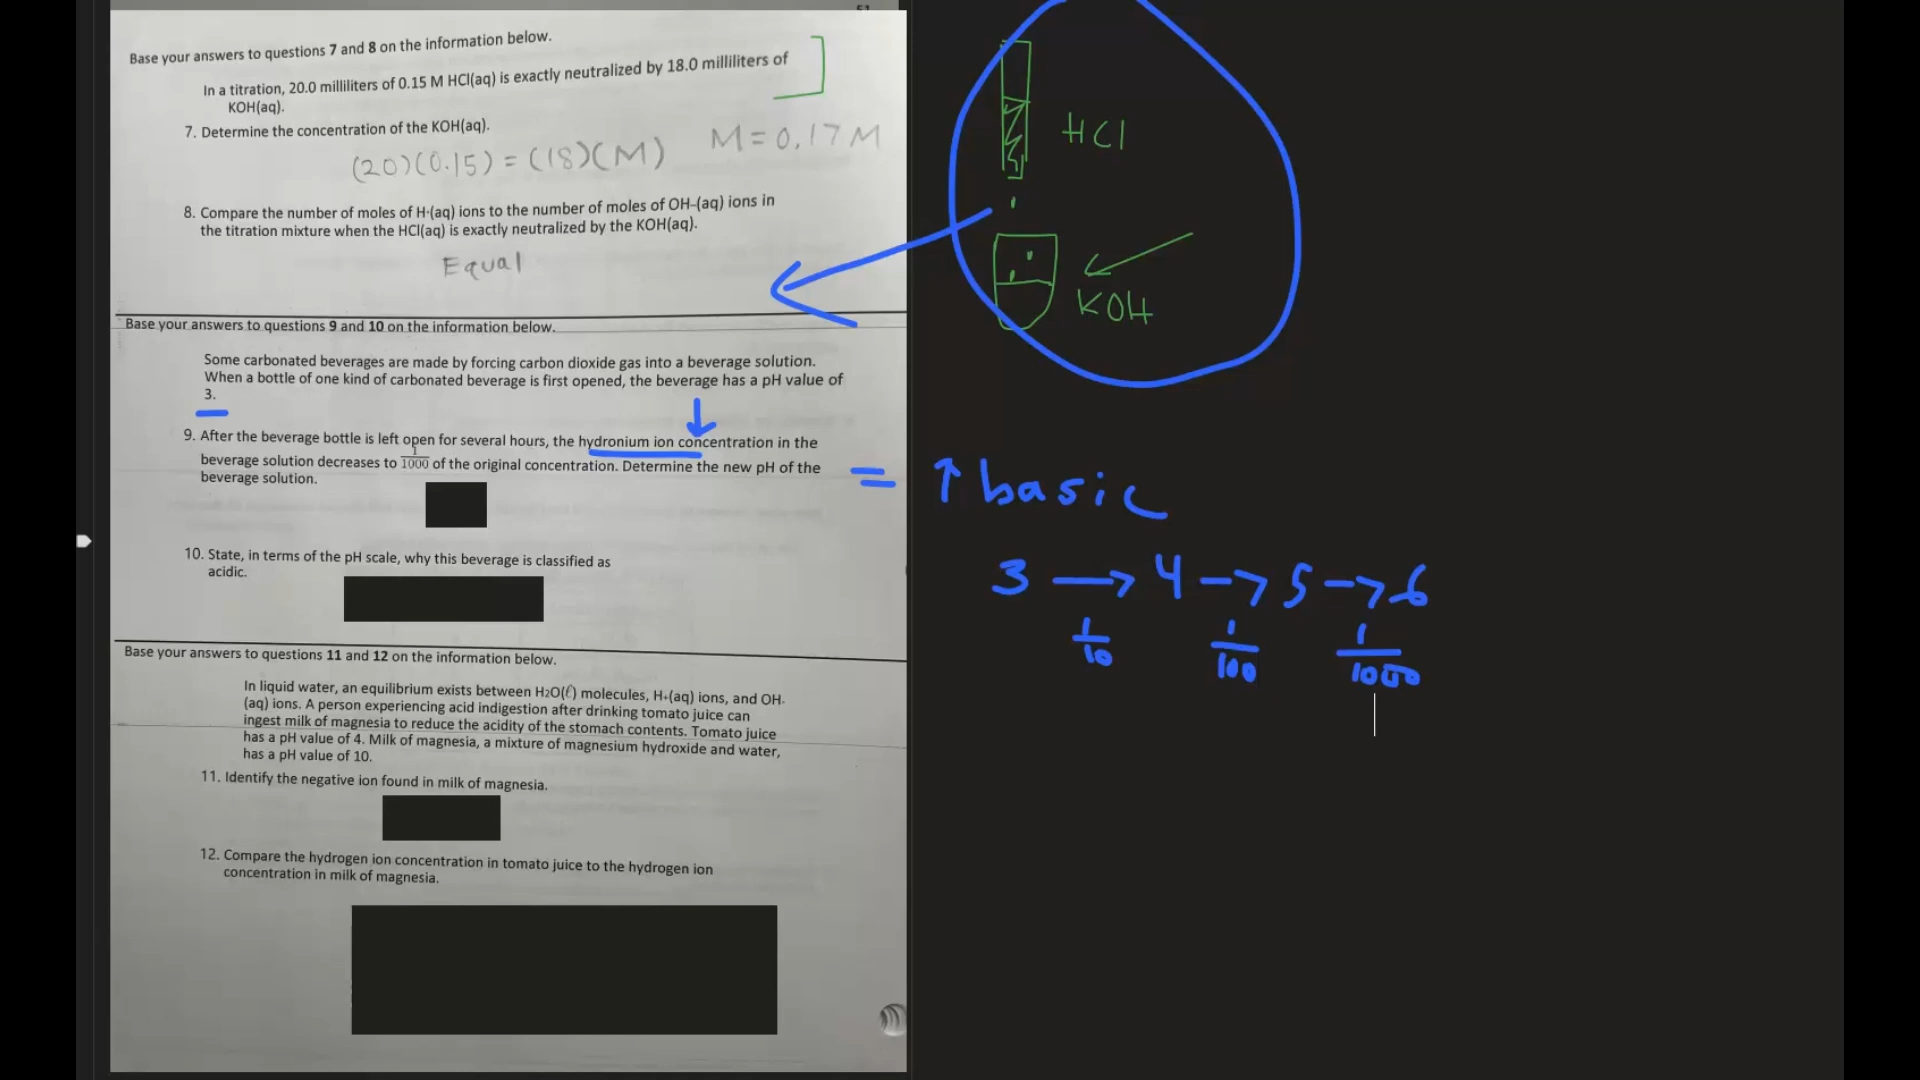 Base your answers to questions 7 and 8 on the information below.
In a titration, 20.0 milliliters of 0.15 M HCl(aq) is exactly neutralized by 18.0 milliliters of
KOH(aq).
7. Determine the concentration of the KOH(aq).
(20)(0.15) = (18)(M) M = 0.17 M
8. Compare the number of moles of H+(aq) ions to the number of moles of OH-(aq) ions in
the titration mixture when the HCl(aq) is exactly neutralized by the KOH(aq).
Equal
Base your answers to questions 9 and 10 on the information below.
Some carbonated beverages are made by forcing carbon dioxide gas into a beverage solution.
When a bottle of one kind of carbonated beverage is first opened, the beverage has a pH value of
3.
9. After the beverage bottle is left open for several hours, the hydronium ion concentration in the
beverage solution decreases to 1/1000 of the original concentration. Determine the new pH of the
beverage solution.
10. State, in terms of the pH scale, why this beverage is classified as
acidic.
Base your answers to questions 11 and 12 on the information below.
In liquid water, an equilibrium exists between H2O(ℓ) molecules, H+(aq) ions, and OH-
(aq) ions. A person experiencing acid indigestion after drinking tomato juice can
ingest milk of magnesia to reduce the acidity of the stomach contents. Tomato juice
has a pH value of 4. Milk of magnesia, a mixture of magnesium hydroxide and water,
has a pH value of 10.
11. Identify the negative ion found in milk of magnesia.
12. Compare the hydrogen ion concentration in tomato juice to the hydrogen ion
concentration in milk of magnesia.
HCl
KOH
↑ basic
3 → 4 → 5 → 6
1/10 1/100 1/1000